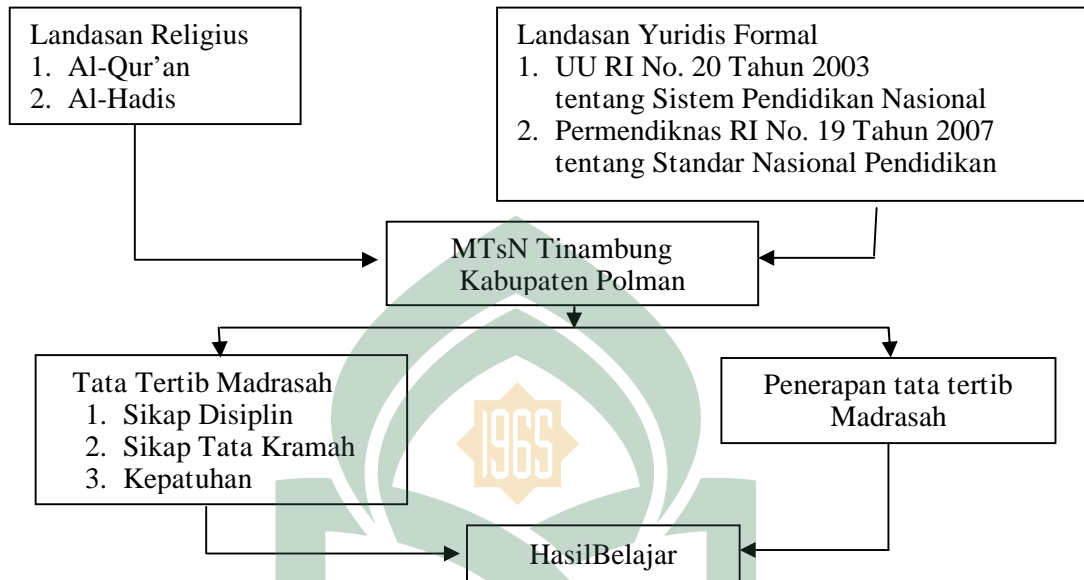 Landasan Religius
1. Al-Qur'an
2. Al-Hadis
Landasan Yuridis Formal
1. UU RI No. 20 Tahun 2003
tentang Sistem Pendidikan Nasional
2. Permendiknas RI No. 19 Tahun 2007
tentang Standar Nasional Pendidikan
MTsN Tinambung
Kabupaten Polman
Tata Tertib Madrasah
1. Sikap Disiplin
2. Sikap Tata Kramah
3. Kepatuhan
Penerapan tata tertib
Madrasah
1965
HasilBelajar